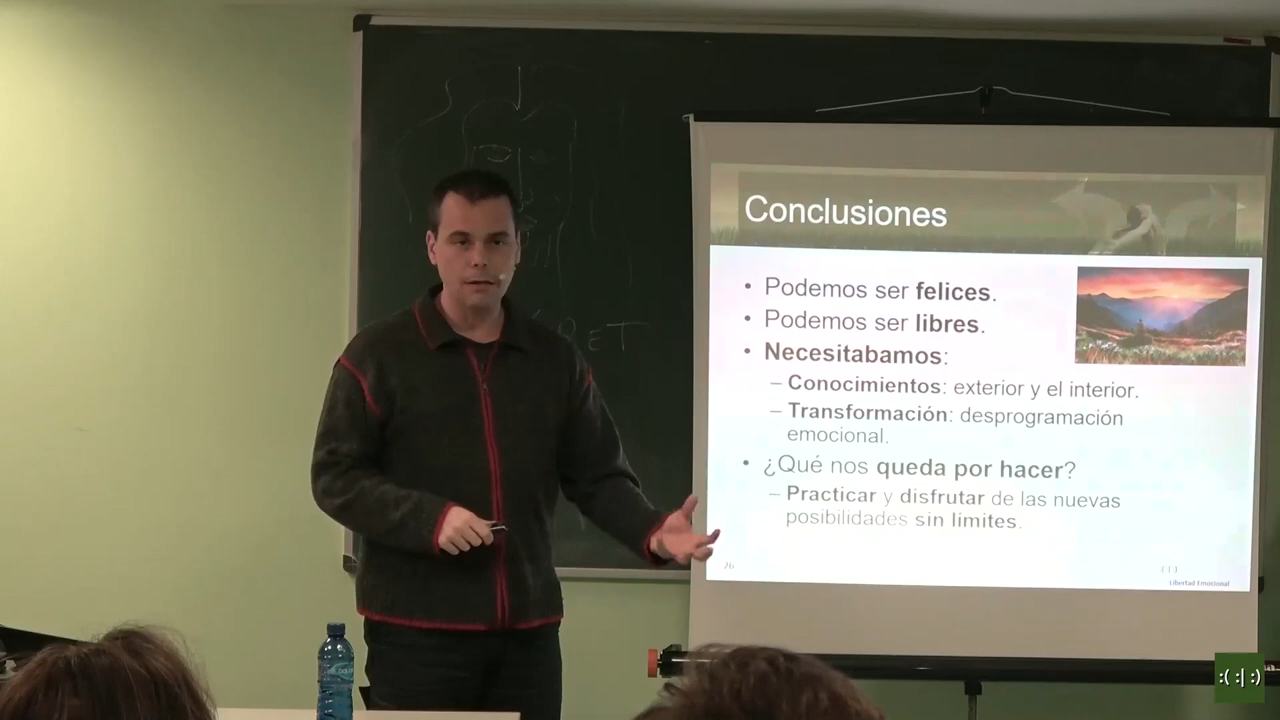 Conclusiones
• Podemos ser felices.
• Podemos ser libres.
• Necesitabamos:
– Conocimientos: exterior y el interior.
– Transformación: desprogramación
emocional.
• ¿Qué nos queda por hacer?
– Practicar y disfrutar de las nuevas
posibilidades sin limites.
26
Libertad Emocional
:( :| :)